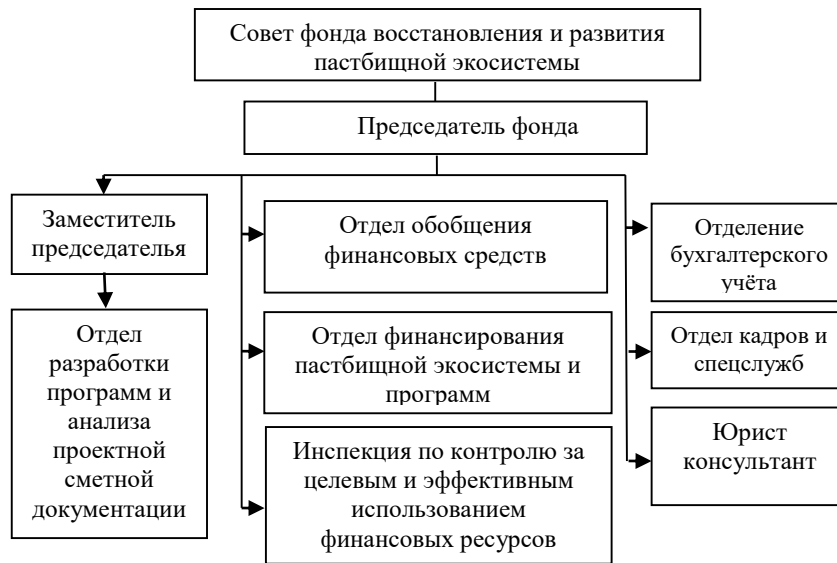 Совет фонда восстановления и развития
пастбищной экосистемы
Председатель фонда
Заместитель
председателья
Отдел
разработки
программ и
анализа
проектной
сметной
документации
Отдел обобщения
финансовых средств
Отдел финансирования
пастбищной экосистемы и
программ
Инспекция по контролю за
целевым и эффективным
использованием
финансовых ресурсов
Отделение
бухгалтерского
учёта
Отдел кадров и
спецслужб
Юрист
консультант